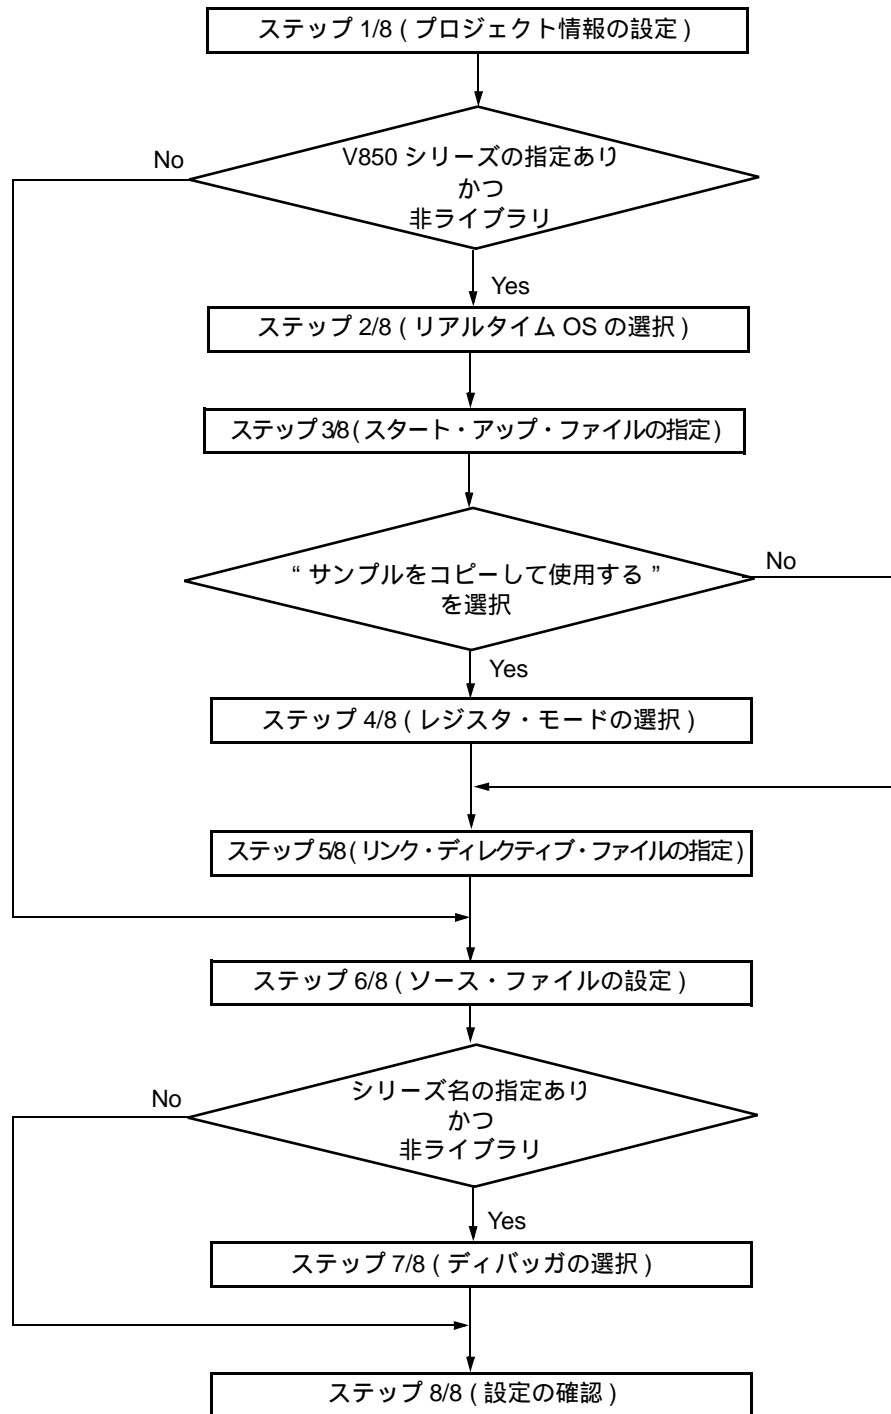 ステップ 1/8 ( プロジェクト情報の設定 )
No
V850 シリーズの指定あり
かつ
非ライブラリ
Yes
ステップ 2/8 ( リアルタイム OS の選択 )
ステップ 3/8 ( スタート・アップ・ファイルの指定 )
“ サンプルをコピーして使用する ”
を選択
No
Yes
ステップ 4/8 ( レジスタ・モードの選択 )
ステップ 5/8 ( リンク・ディレクティブ・ファイルの指定 )
ステップ 6/8 ( ソース・ファイルの設定 )
No
シリーズ名の指定あり
かつ
非ライブラリ
Yes
ステップ 7/8 ( ディバッガの選択 )
ステップ 8/8 ( 設定の確認 )